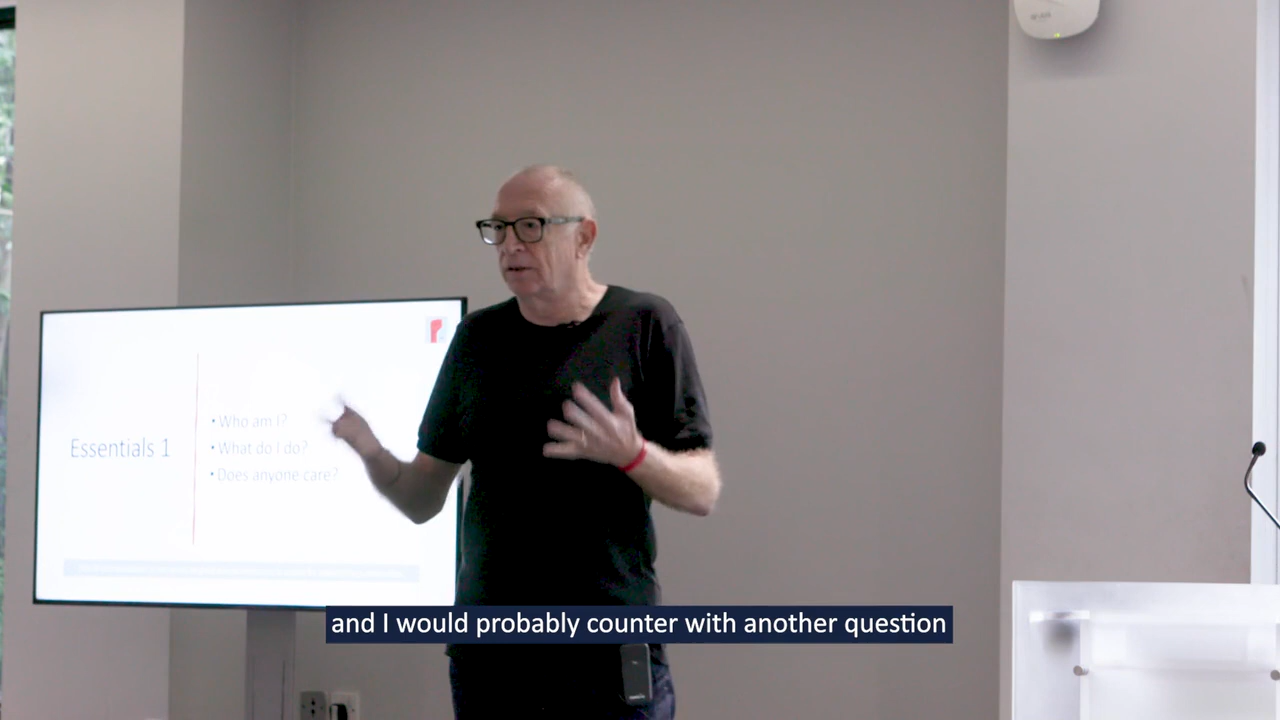 Essentials 1
• Who am I?
• What do I do?
• Does anyone care?
and I would probably counter with another question